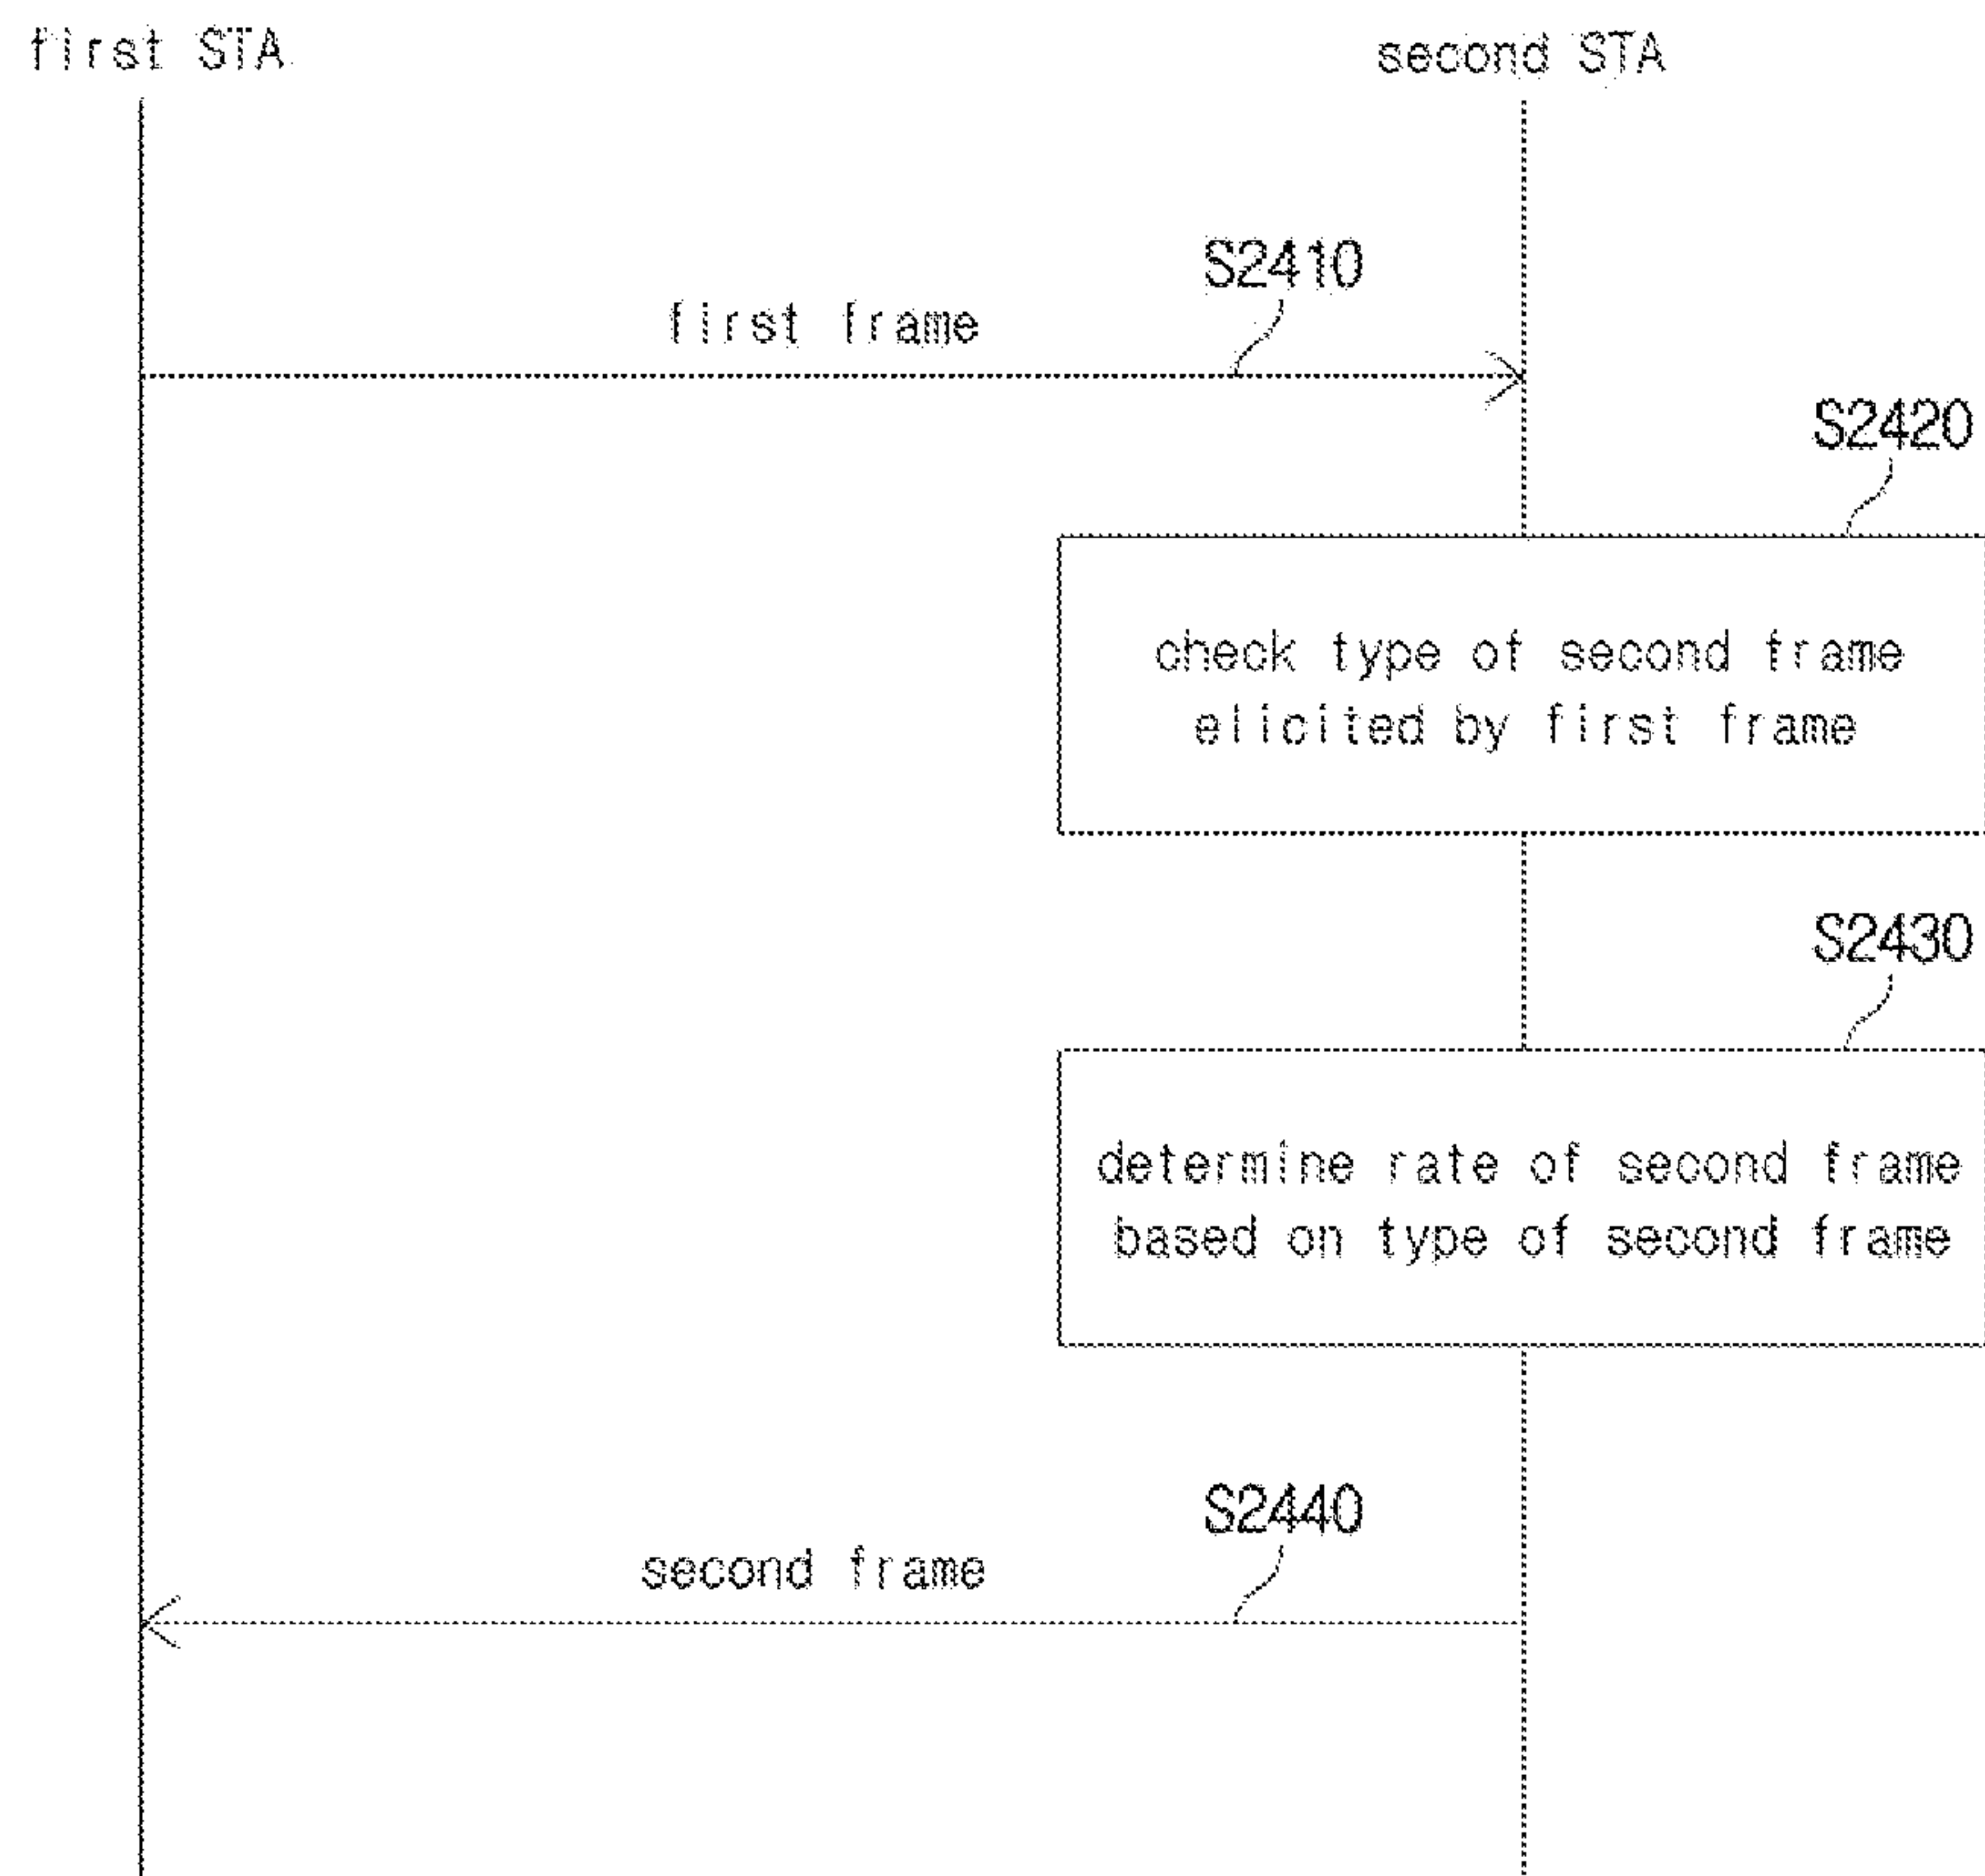 first STA
second STA
S2410
first frame
S2420
check type of second frame
elicited by first frame
S2430
determine rate of second frame
based on type of second frame
S2440
second frame